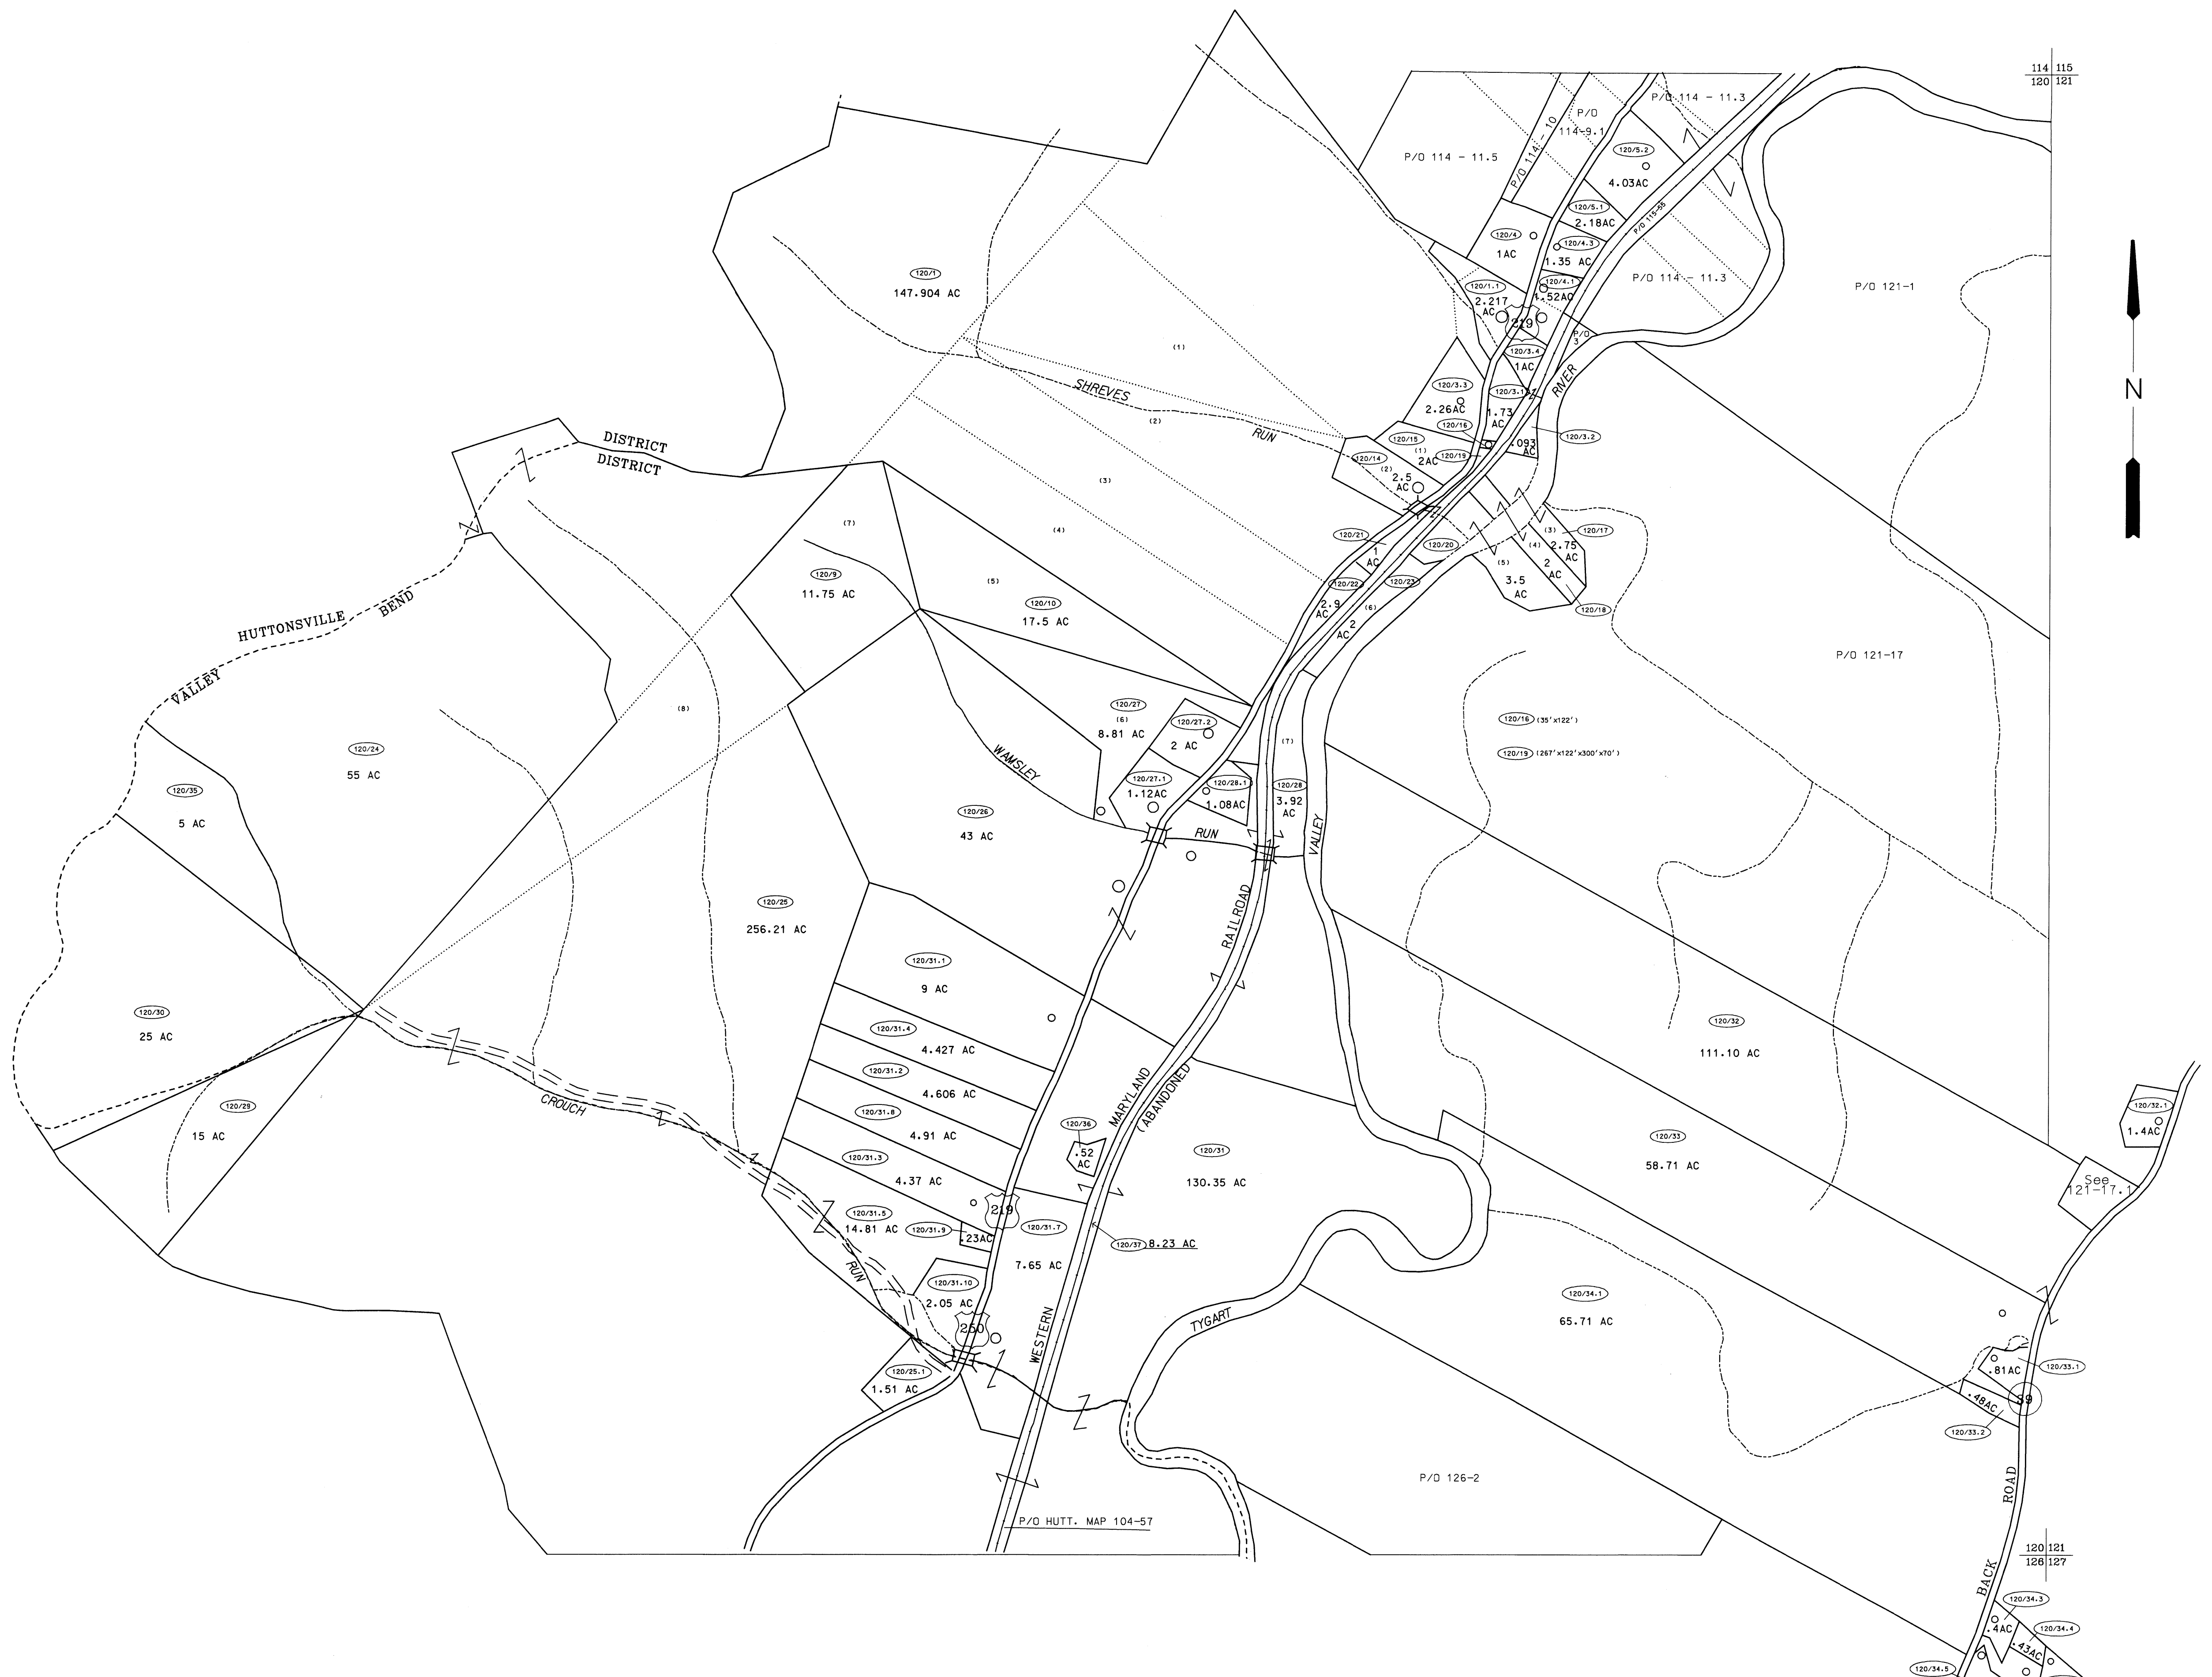 114 115
120 121
P/O 114 - 11.3
P/O
114-9.1
P/O 114 - 10
P/O 114 - 11.5
120/5.2
4.03AC
120/5.1
2.18AC
P/O 115-55
120/4
1AC
120/4.3
1.35 AC
P/O 114 - 11.3
P/O 121-1
120/1
147.904 AC
120/1.1
2.217
AC
120/4.1
1.52AC
219
P/O
3
120/3.4
1AC
(1)
N
SHREVES
RUN
(2)
120/3.3
2.26AC
120/3.1
1.73
AC
RIVER
120/16
120/3.2
.093
AC
120/15
(1)
2AC
120/19
120/14
(2)
2.5
AC
DISTRICT
DISTRICT
(3)
(7)
(4)
120/21
1
AC
120/20
(3)
120/17
2.75
AC
(4)
2
AC
(5)
3.5
AC
120/18
120/9
11.75 AC
(5)
120/10
17.5 AC
120/22
2.9
AC
120/23
(6)
2
AC
HUTTONSVILLE
BEND
VALLEY
P/O 121-17
(8)
120/27
(6)
8.81 AC
120/27.2
2 AC
120/16 (35'x122')
120/19 (267'x122'x300'x70')
(7)
120/24
55 AC
WAMSLEY
RUN
120/27.1
1.12AC
120/28.1
1.08AC
120/28
3.92
AC
120/35
5 AC
120/26
43 AC
VALLEY
120/25
256.21 AC
RAILROAD
120/31.1
9 AC
120/30
25 AC
120/31.4
4.427 AC
120/32
111.10 AC
120/31.2
4.606 AC
CROUCH
MARYLAND
(ABANDONED
120/29
15 AC
120/31.8
4.91 AC
120/36
.52
AC
120/32.1
1.4AC
120/31
130.35 AC
120/33
58.71 AC
120/31.3
4.37 AC
See
121-17.1
120/31.5
14.81 AC
120/31.9
.23AC
219
120/31.7
7.65 AC
120/37 8.23 AC
RUN
120/31.10
2.05 AC
250
WESTERN
TYGART
120/34.1
65.71 AC
120/25.1
1.51 AC
120/33.1
.81AC
39
.48AC
120/33.2
P/O 126-2
ROAD
P/O HUTT. MAP 104-57
120 121
126 127
BACK
120/34.3
.4AC
120/34.4
.43AC
120/34.5